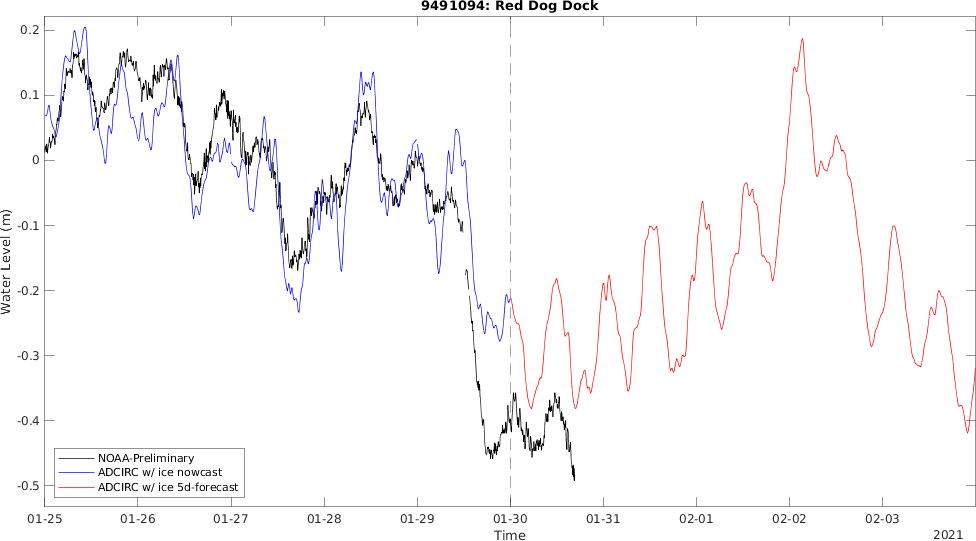 9491094: Red Dog Dock
Water Level (m)
0.2
0.1
0
-0.1
-0.2
-0.3
-0.4
-0.5
NOAA-Preliminary
ADCIRC w/ ice nowcast
ADCIRC w/ ice 5d-forecast
01-25 01-26 01-27 01-28 01-29 01-30 01-31 02-01 02-02 02-03
Time
2021